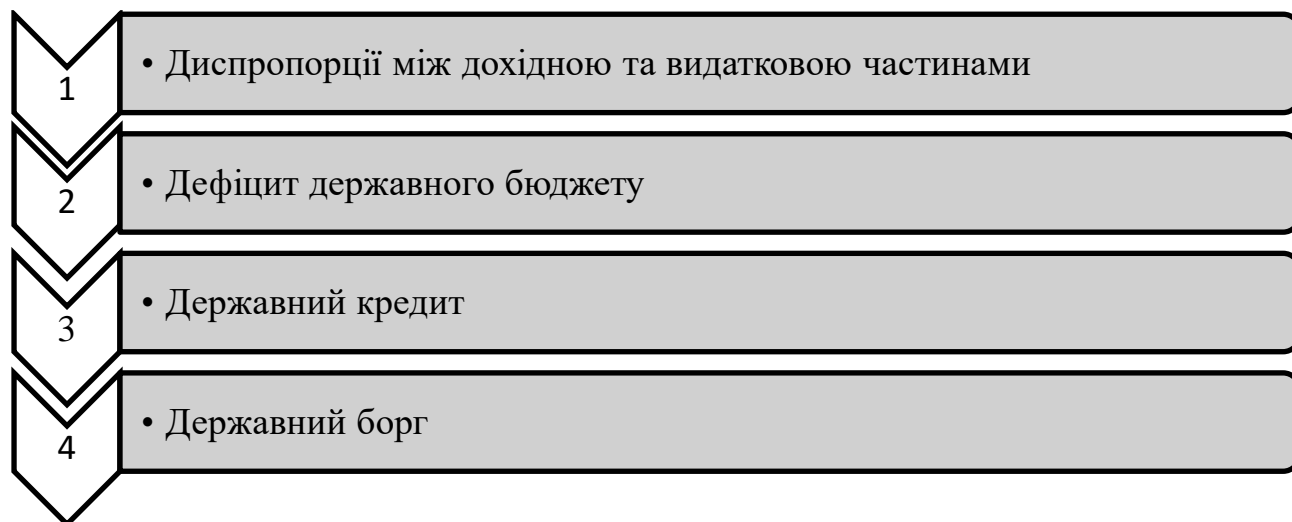 1
• Диспропорції між дохідною та видатковою частинами
2
• Дефіцит державного бюджету
3
• Державний кредит
4
• Державний борг